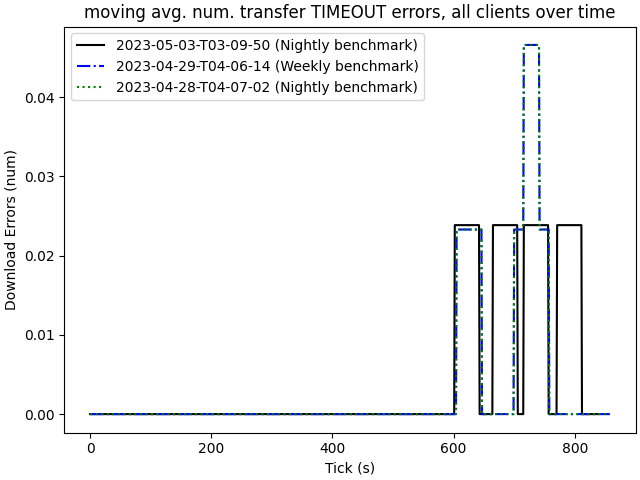 moving avg. num. transfer TIMEOUT errors, all clients over time
2023-05-03-T03-09-50 (Nightly benchmark)
2023-04-29-T04-06-14 (Weekly benchmark)
2023-04-28-T04-07-02 (Nightly benchmark)
Download Errors (num)
0.04
0.03
0.02
0.01
0.00
0 200 400 600 800
Tick (s)